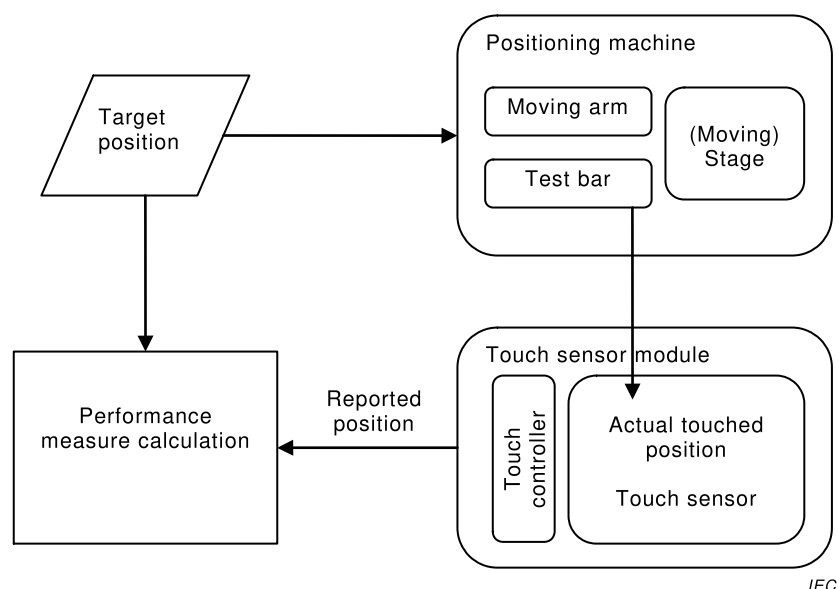 Positioning machine
Target
position
Moving arm
(Moving)
Stage
Test bar
Touch sensor module
Performance
measure calculation
Reported
position
Touch
controller
Actual touched
position
Touch sensor
IEC